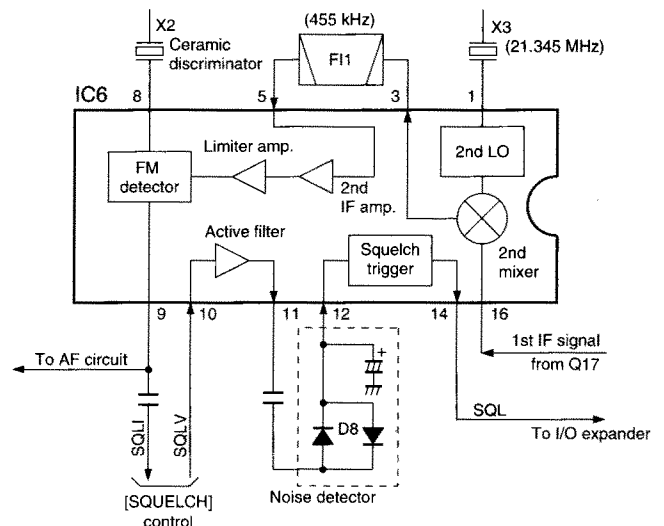 X2
Ceramic
discriminator
(455 kHz)
FI1
X3
(21.345 MHz)
IC6
8
5
3
1
FM
detector
Limiter amp.
2nd
IF amp.
2nd LO
2nd
mixer
Active filter
Squelch
trigger
9
10
11
12
14
16
To AF circuit
1st IF signal
from Q17
SQLI
SQLV
+
D8
SQL
To I/O expander
Noise detector
[SQUELCH]
control